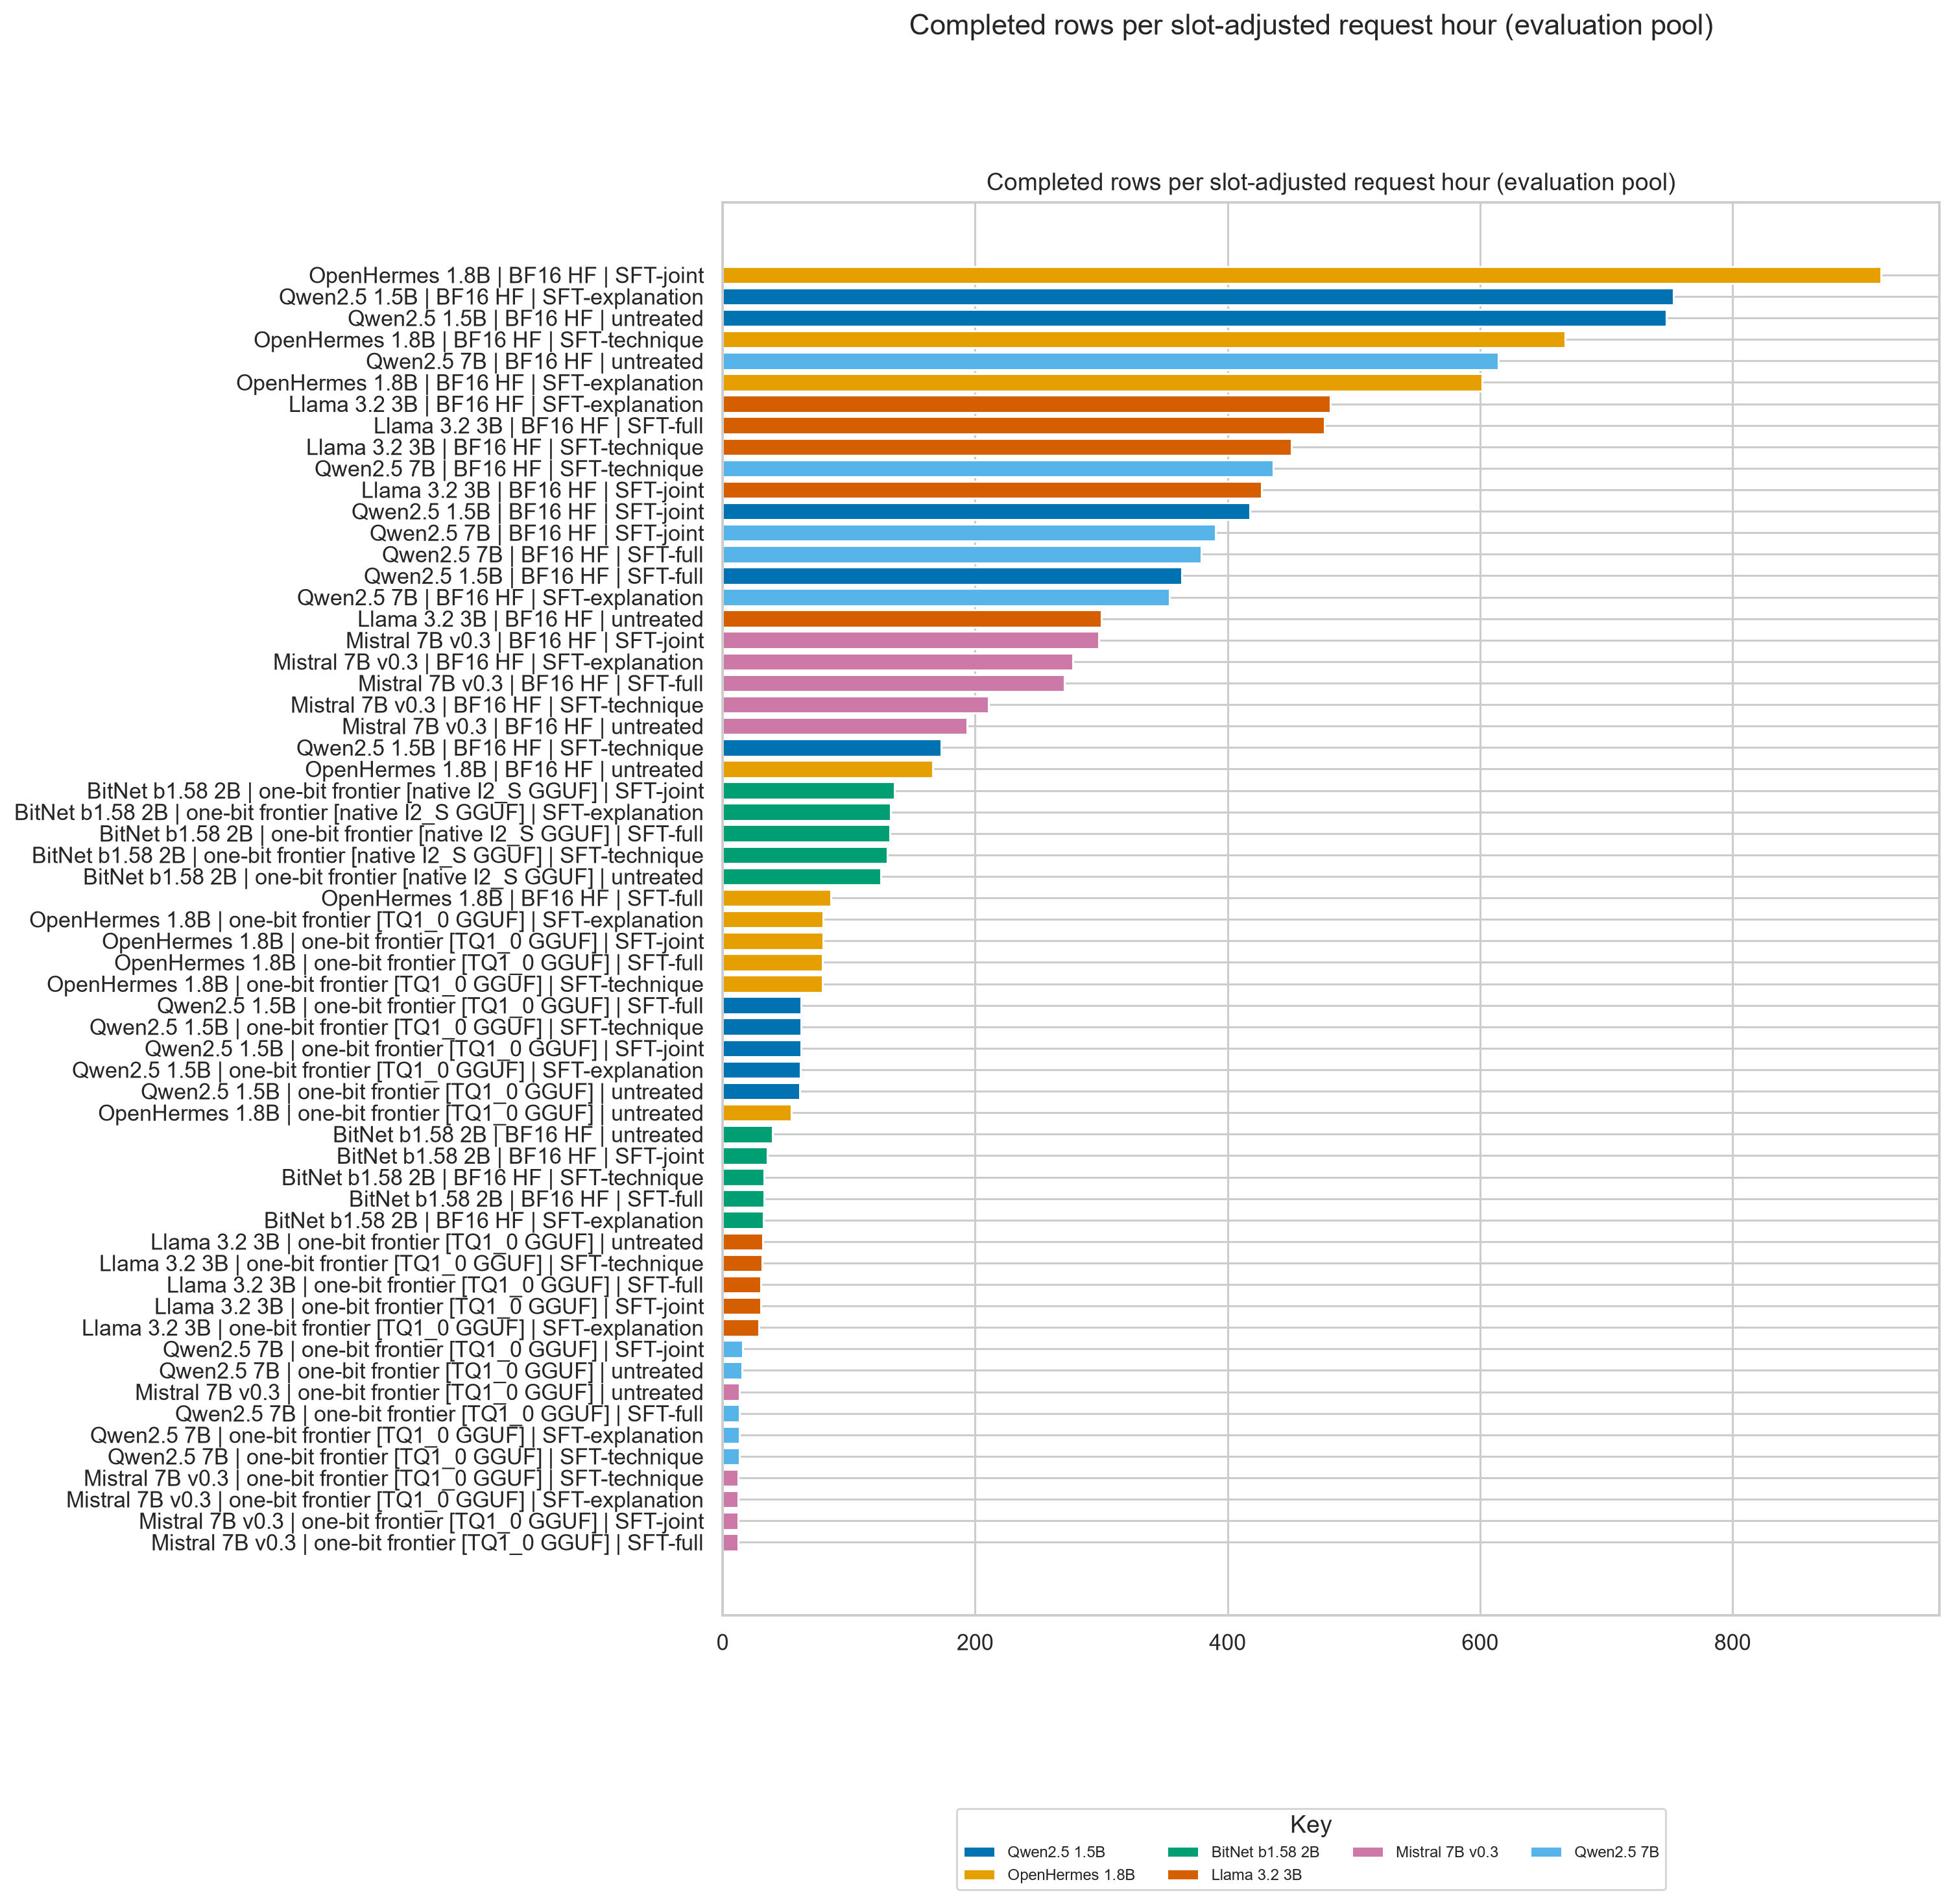 Completed rows per slot-adjusted request hour (evaluation pool)
Completed rows per slot-adjusted request hour (evaluation pool)
OpenHermes 1.8B | BF16 HF | SFT-joint
Qwen2.5 1.5B | BF16 HF | SFT-explanation
Qwen2.5 1.5B | BF16 HF | untreated
OpenHermes 1.8B | BF16 HF | SFT-technique
Qwen2.5 7B | BF16 HF | untreated
OpenHermes 1.8B | BF16 HF | SFT-explanation
Llama 3.2 3B | BF16 HF | SFT-explanation
Llama 3.2 3B | BF16 HF | SFT-full
Llama 3.2 3B | BF16 HF | SFT-technique
Qwen2.5 7B | BF16 HF | SFT-technique
Llama 3.2 3B | BF16 HF | SFT-joint
Qwen2.5 1.5B | BF16 HF | SFT-joint
Qwen2.5 7B | BF16 HF | SFT-joint
Qwen2.5 7B | BF16 HF | SFT-full
Qwen2.5 1.5B | BF16 HF | SFT-full
Qwen2.5 7B | BF16 HF | SFT-explanation
Llama 3.2 3B | BF16 HF | untreated
Mistral 7B v0.3 | BF16 HF | SFT-joint
Mistral 7B v0.3 | BF16 HF | SFT-explanation
Mistral 7B v0.3 | BF16 HF | SFT-full
Mistral 7B v0.3 | BF16 HF | SFT-technique
Mistral 7B v0.3 | BF16 HF | untreated
Qwen2.5 1.5B | BF16 HF | SFT-technique
OpenHermes 1.8B | BF16 HF | untreated
BitNet b1.58 2B | one-bit frontier [native I2_S GGUF] | SFT-joint
BitNet b1.58 2B | one-bit frontier [native I2_S GGUF] | SFT-explanation
BitNet b1.58 2B | one-bit frontier [native I2_S GGUF] | SFT-full
BitNet b1.58 2B | one-bit frontier [native I2_S GGUF] | SFT-technique
BitNet b1.58 2B | one-bit frontier [native I2_S GGUF] | untreated
OpenHermes 1.8B | BF16 HF | SFT-full
OpenHermes 1.8B | one-bit frontier [TQ1_0 GGUF] | SFT-explanation
OpenHermes 1.8B | one-bit frontier [TQ1_0 GGUF] | SFT-joint
OpenHermes 1.8B | one-bit frontier [TQ1_0 GGUF] | SFT-full
OpenHermes 1.8B | one-bit frontier [TQ1_0 GGUF] | SFT-technique
Qwen2.5 1.5B | one-bit frontier [TQ1_0 GGUF] | SFT-full
Qwen2.5 1.5B | one-bit frontier [TQ1_0 GGUF] | SFT-technique
Qwen2.5 1.5B | one-bit frontier [TQ1_0 GGUF] | SFT-joint
Qwen2.5 1.5B | one-bit frontier [TQ1_0 GGUF] | SFT-explanation
Qwen2.5 1.5B | one-bit frontier [TQ1_0 GGUF] | untreated
OpenHermes 1.8B | one-bit frontier [TQ1_0 GGUF] | untreated
BitNet b1.58 2B | BF16 HF | untreated
BitNet b1.58 2B | BF16 HF | SFT-joint
BitNet b1.58 2B | BF16 HF | SFT-technique
BitNet b1.58 2B | BF16 HF | SFT-full
BitNet b1.58 2B | BF16 HF | SFT-explanation
Llama 3.2 3B | one-bit frontier [TQ1_0 GGUF] | untreated
Llama 3.2 3B | one-bit frontier [TQ1_0 GGUF] | SFT-technique
Llama 3.2 3B | one-bit frontier [TQ1_0 GGUF] | SFT-full
Llama 3.2 3B | one-bit frontier [TQ1_0 GGUF] | SFT-joint
Llama 3.2 3B | one-bit frontier [TQ1_0 GGUF] | SFT-explanation
Qwen2.5 7B | one-bit frontier [TQ1_0 GGUF] | SFT-joint
Qwen2.5 7B | one-bit frontier [TQ1_0 GGUF] | untreated
Mistral 7B v0.3 | one-bit frontier [TQ1_0 GGUF] | untreated
Qwen2.5 7B | one-bit frontier [TQ1_0 GGUF] | SFT-full
Qwen2.5 7B | one-bit frontier [TQ1_0 GGUF] | SFT-explanation
Qwen2.5 7B | one-bit frontier [TQ1_0 GGUF] | SFT-technique
Mistral 7B v0.3 | one-bit frontier [TQ1_0 GGUF] | SFT-technique
Mistral 7B v0.3 | one-bit frontier [TQ1_0 GGUF] | SFT-explanation
Mistral 7B v0.3 | one-bit frontier [TQ1_0 GGUF] | SFT-joint
Mistral 7B v0.3 | one-bit frontier [TQ1_0 GGUF] | SFT-full
0 200 400 600 800
Key
Qwen2.5 1.5B BitNet b1.58 2B Mistral 7B v0.3 Qwen2.5 7B
OpenHermes 1.8B Llama 3.2 3B